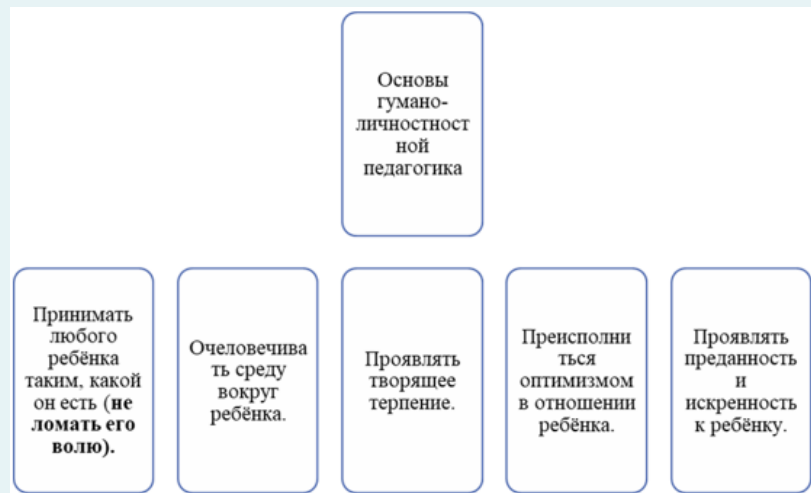 Основы
гумано-
личностност
ной
педагогика
Принимать
любого
ребёнка
таким, какой
он есть (не
ломать его
волю).
Очеловечива
ть среду
вокруг
ребёнка.
Проявлять
творящее
терпение.
Преисполни
ться
оптимизмом
в отношении
ребёнка.
Проявлять
преданность
и
искренность
к ребёнку.